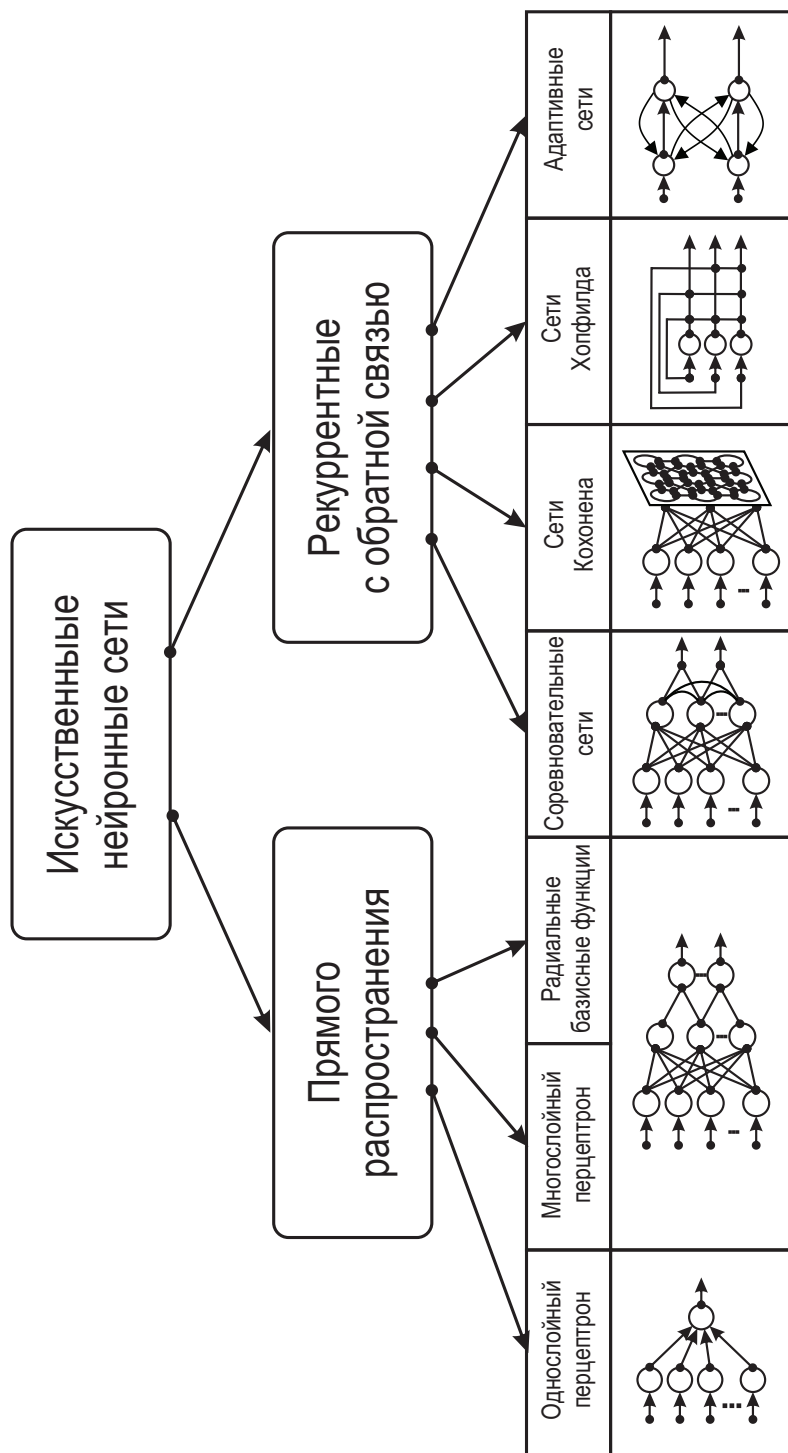 Искусственныые
нейронные сети
Прямого
распространения
Рекуррентные
с обратной связью
Однослойный
перцептрон
Многослойный
перцептрон
Радиальные
базисные функции
Соревновательные
сети
Сети
Кохонена
Сети
Хопфилда
Адаптивные
сети